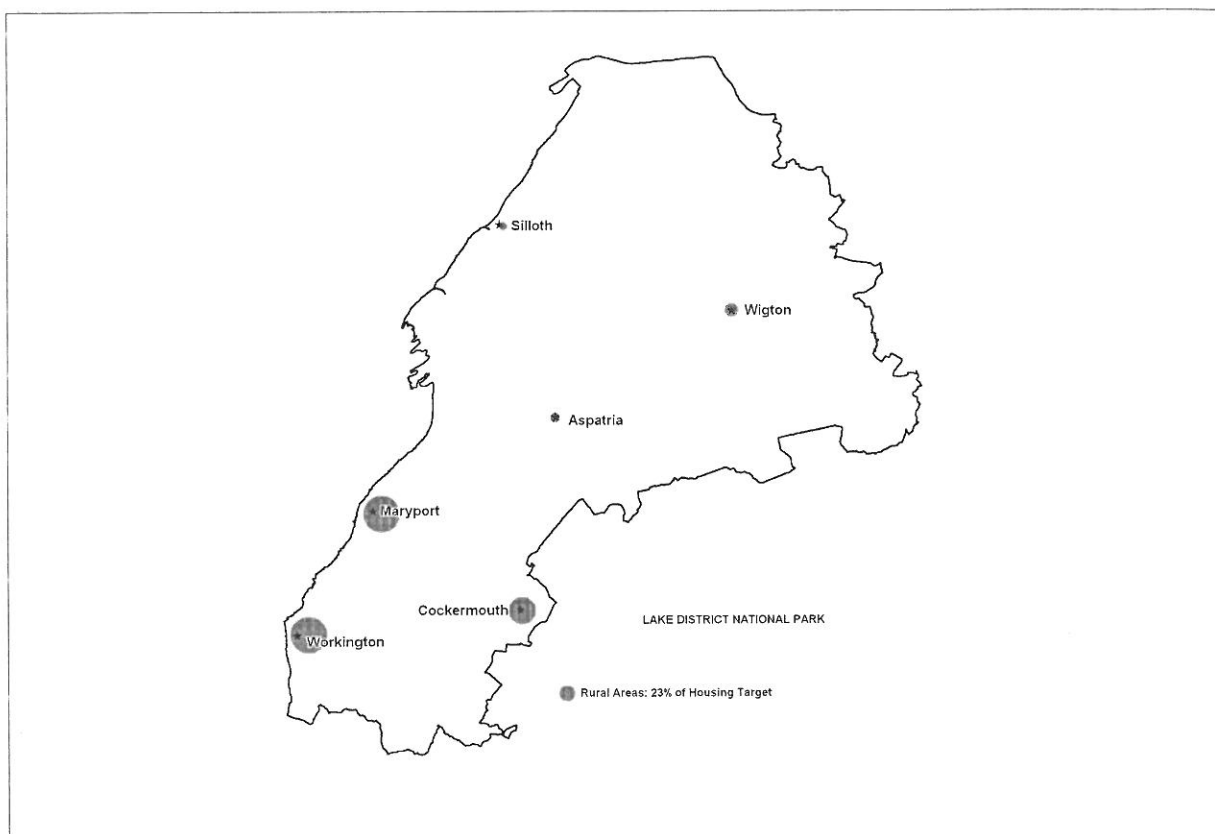 Silloth
Wigton
Aspatria
Maryport
Cockermouth
LAKE DISTRICT NATIONAL PARK
Workington
Rural Areas: 23% of Housing Target